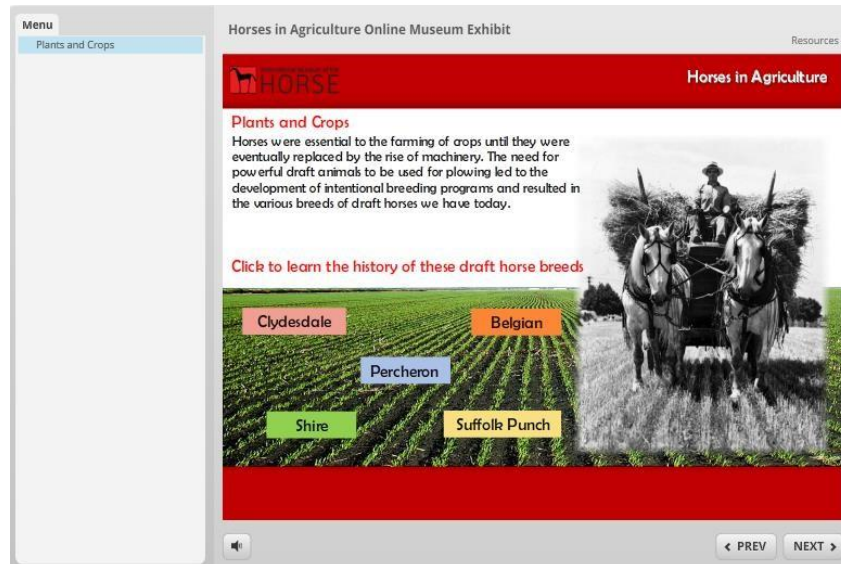 Menu
Plants and Crops
Horses in Agriculture Online Museum Exhibit
Resources
HORSE
Horses in Agriculture
Plants and Crops
Horses were essential to the farming of crops until they were
eventually replaced by the rise of machinery. The need for
powerful draft animals to be used for plowing led to the
development of intentional breeding programs and resulted in
the various breeds of draft horses we have today.
Click to learn the history of these draft horse breeds
Clydesdale
Belgian
Percheron
Shire
Suffolk Punch
PREV
NEXT